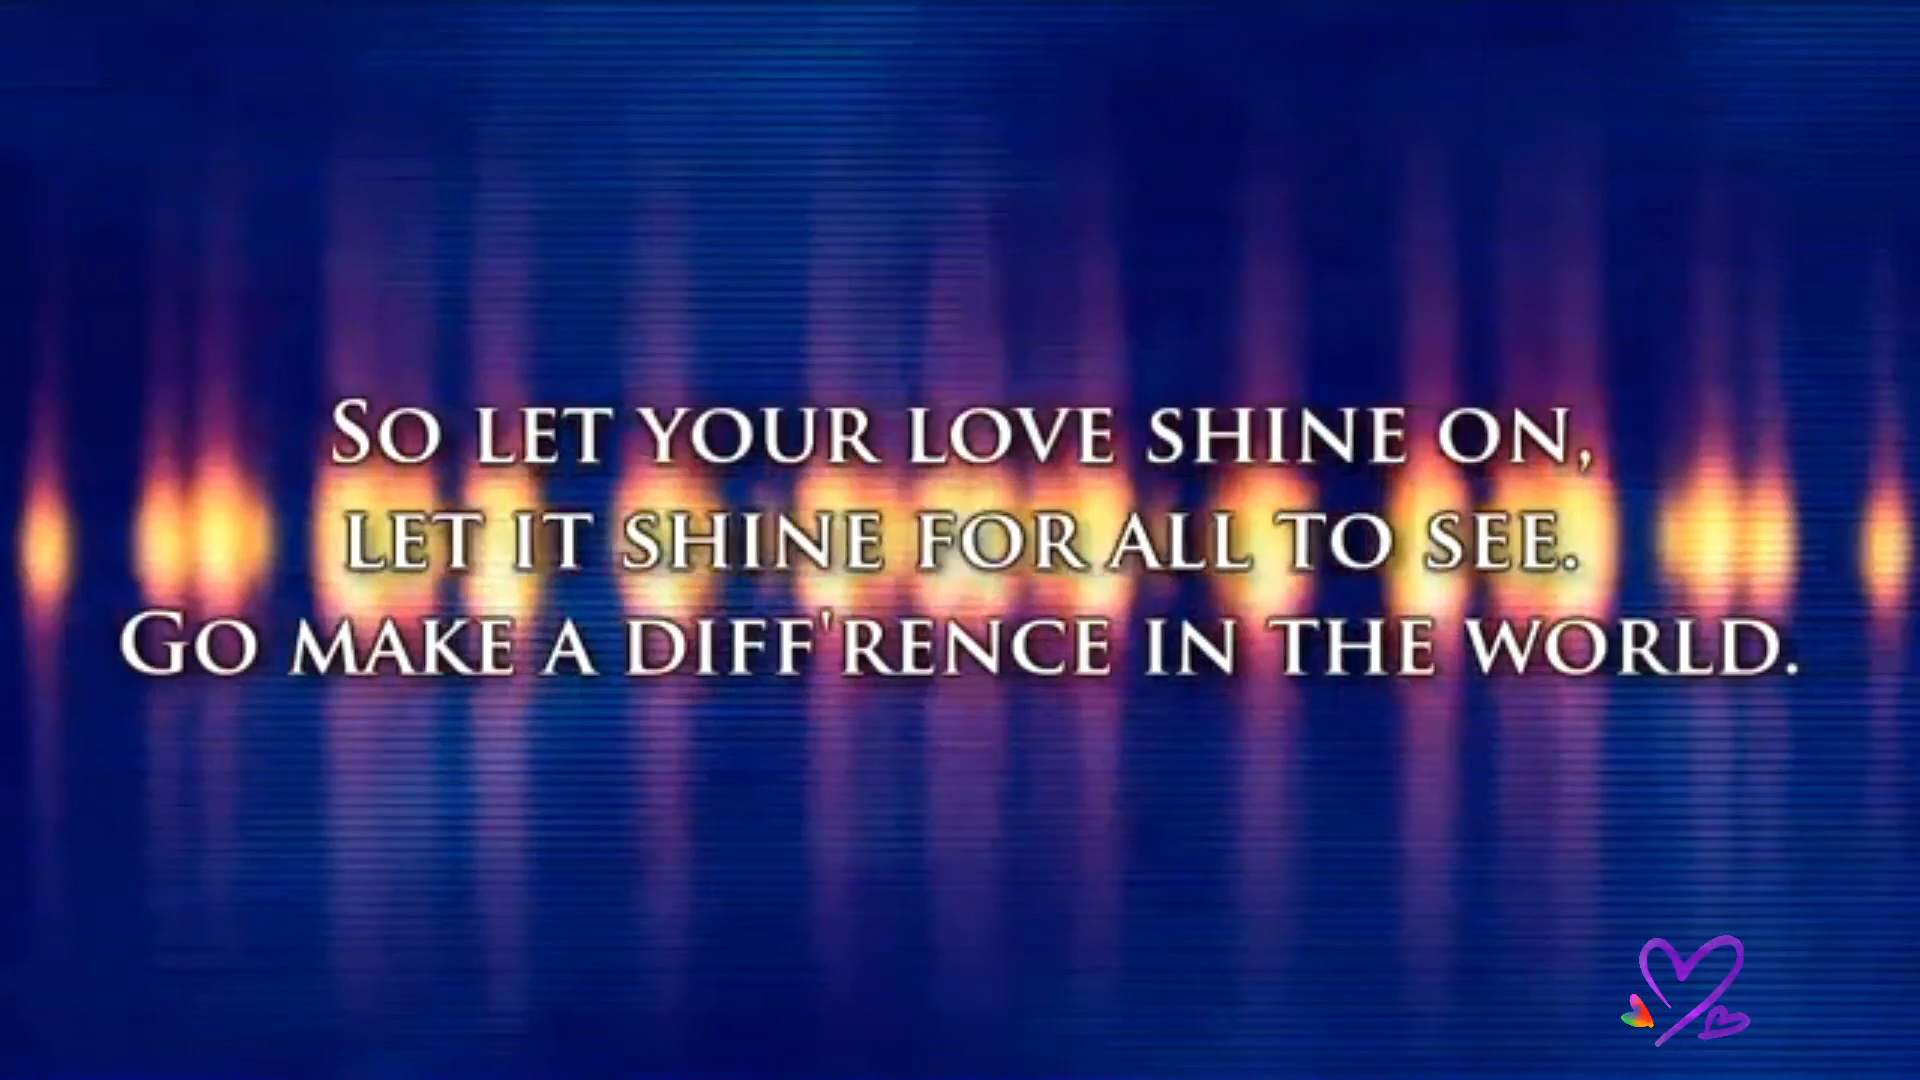 So let your love shine on,
let it shine for all to see.
Go make a diff'rence in the world.